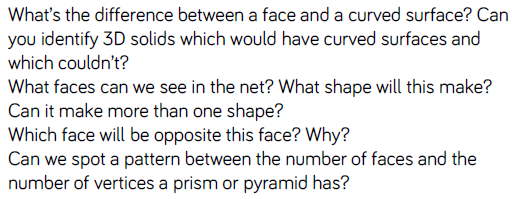 What's the difference between a face and a curved surface? Can
you identify 3D solids which would have curved surfaces and
which couldn't?
What faces can we see in the net? What shape will this make?
Can it make more than one shape?
Which face will be opposite this face? Why?
Can we spot a pattern between the number of faces and the
number of vertices a prism or pyramid has?